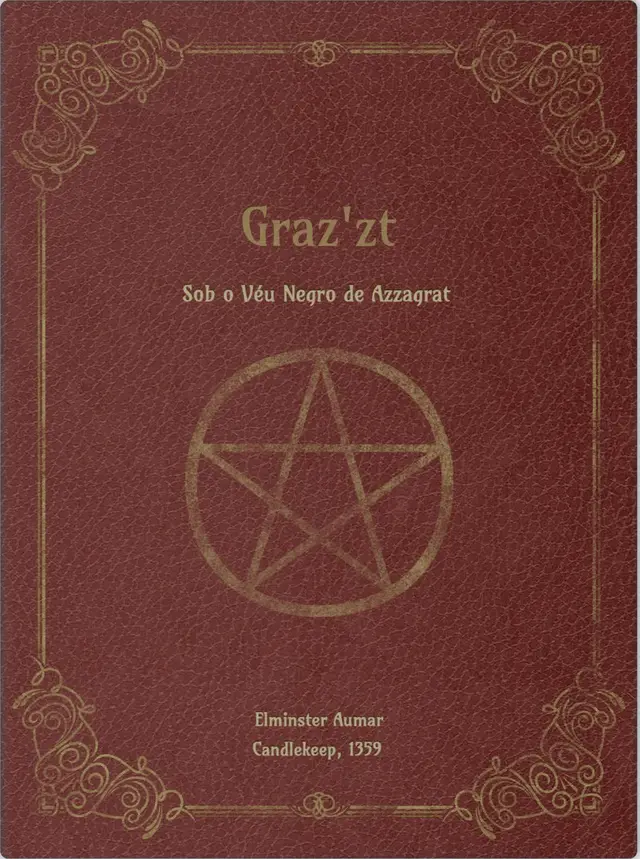 Graz'zt
Sob o Véu Negro de Azzagrat
Elminster Aumar
Candlekeep, 1359